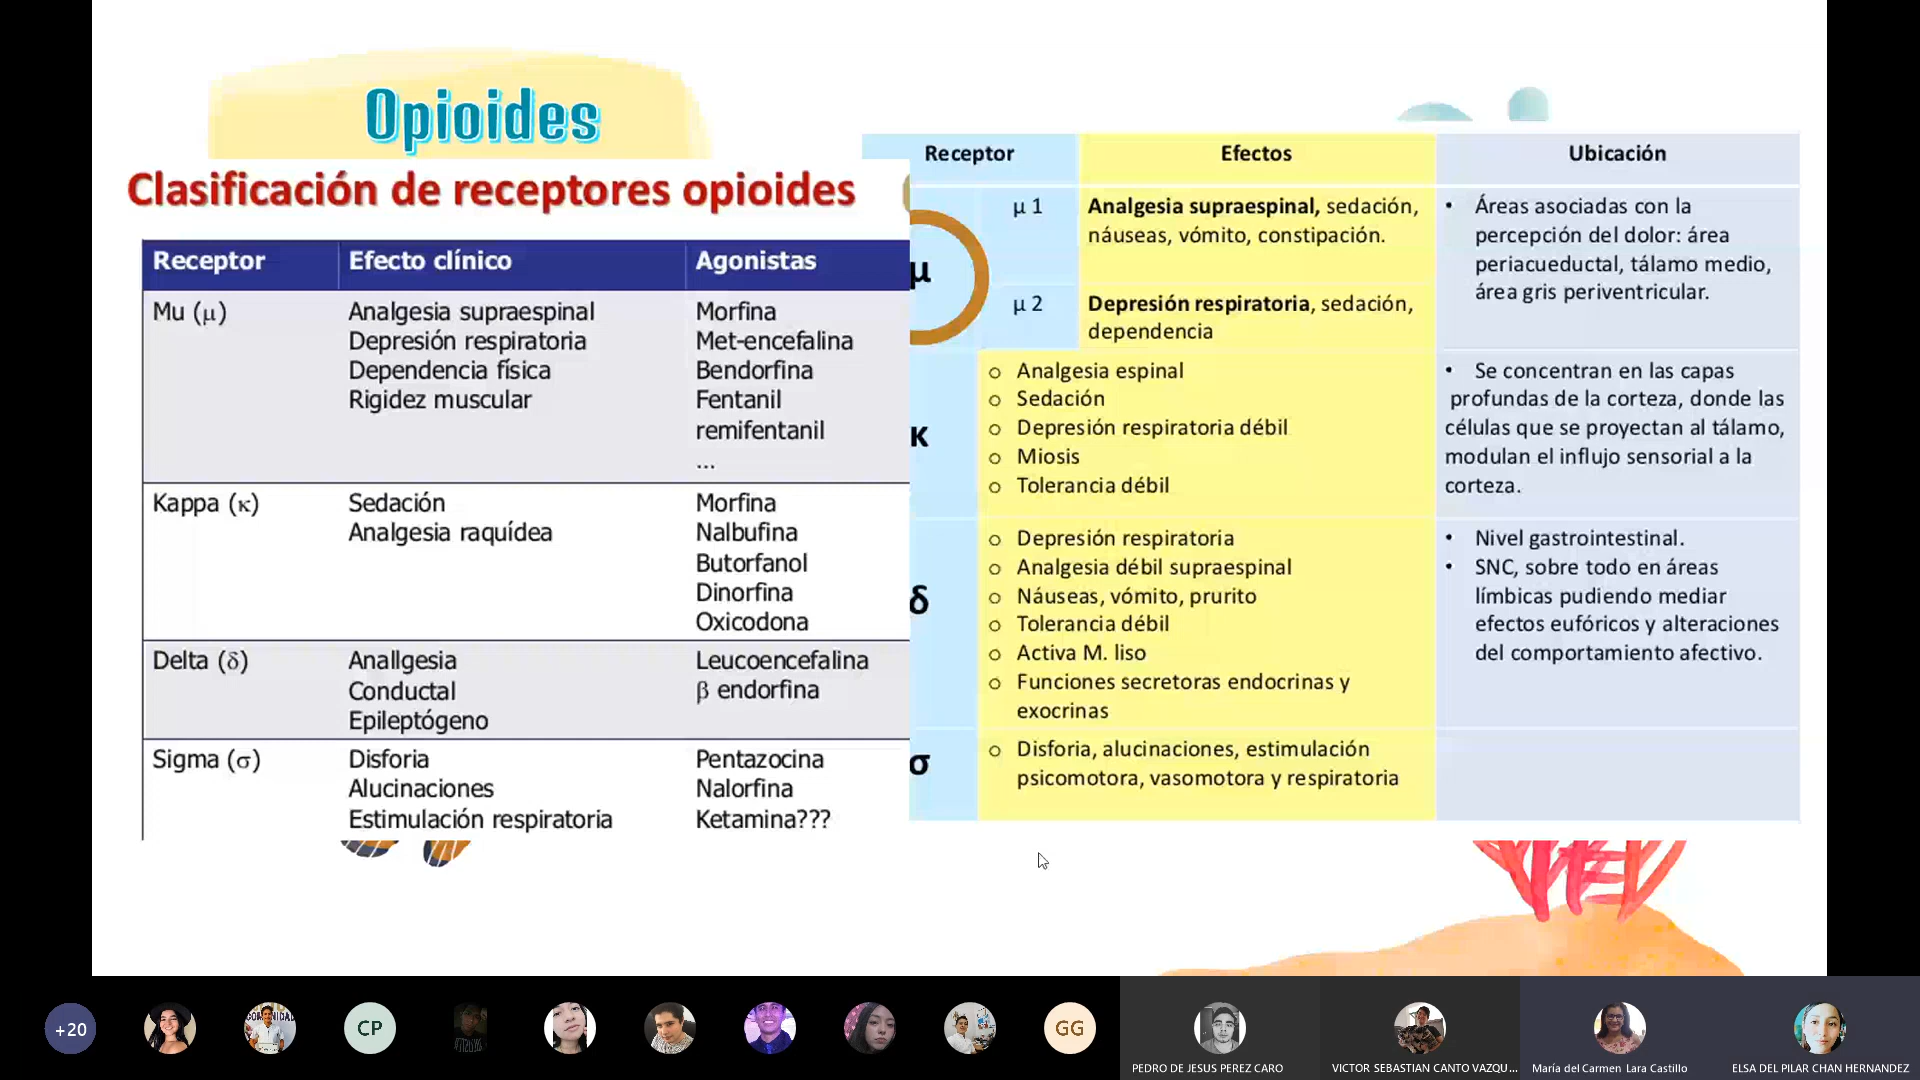 Opioides
Clasificación de receptores opioides
Receptor Efecto clínico Agonistas
Mu (μ) Analgesia supraespinal Morfina
Depresión respiratoria Met-encefalina
Dependencia física Bendorfina
Rigidez muscular Fentanil
remifentanil
...
Kappa (κ) Sedación Morfina
Analgesia raquídea Nalbufina
Butorfanol
Dinorfina
Oxicodona
Delta (δ) Anallgesia Leucoencefalina
Conductal β endorfina
Epileptógeno
Sigma (σ) Disforia Pentazocina
Alucinaciones Nalorfina
Estimulación respiratoria Ketamina???
Receptor Efectos Ubicación
μ
μ 1
Analgesia supraespinal, sedación,
náuseas, vómito, constipación.
μ 2
Depresión respiratoria, sedación,
dependencia
• Áreas asociadas con la
percepción del dolor: área
periacueductal, tálamo medio,
área gris periventricular.
κ
o Analgesia espinal
o Sedación
o Depresión respiratoria débil
o Miosis
o Tolerancia débil
• Se concentran en las capas
profundas de la corteza, donde las
células que se proyectan al tálamo,
modulan el influjo sensorial a la
corteza.
δ
o Depresión respiratoria
o Analgesia débil supraespinal
o Náuseas, vómito, prurito
o Tolerancia débil
o Activa M. liso
o Funciones secretoras endocrinas y
exocrinas
• Nivel gastrointestinal.
• SNC, sobre todo en áreas
límbicas pudiendo mediar
efectos eufóricos y alteraciones
del comportamiento afectivo.
σ
o Disforia, alucinaciones, estimulación
psicomotora, vasomotora y respiratoria
+20
CP
GG
PEDRO DE JESUS PEREZ CARO
VICTOR SEBASTIAN CANTO VAZQU...
María del Carmen Lara Castillo
ELSA DEL PILAR CHAN HERNANDEZ